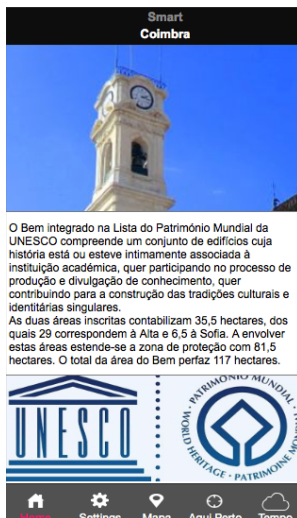 Smart
Coimbra
O Bem integrado na Lista do Património Mundial da
UNESCO compreende um conjunto de edifícios cuja
história está ou esteve intimamente associada à
instituição académica, quer participando no processo de
produção e divulgação de conhecimento, quer
contribuindo para a construção das tradições culturais e
identitárias singulares.
As duas áreas inscritas contabilizam 35,5 hectares, dos
quais 29 correspondem à Alta e 6,5 à Sofia. A envolver
estas áreas estende-se a zona de proteção com 81,5
hectares. O total da área do Bem perfaz 117 hectares.
UNESCO
PATRIMONIO MUNDIAL
WORLD HERITAGE • PATRIMOINE
Home Settings Mapa Aqui Perto Tempo